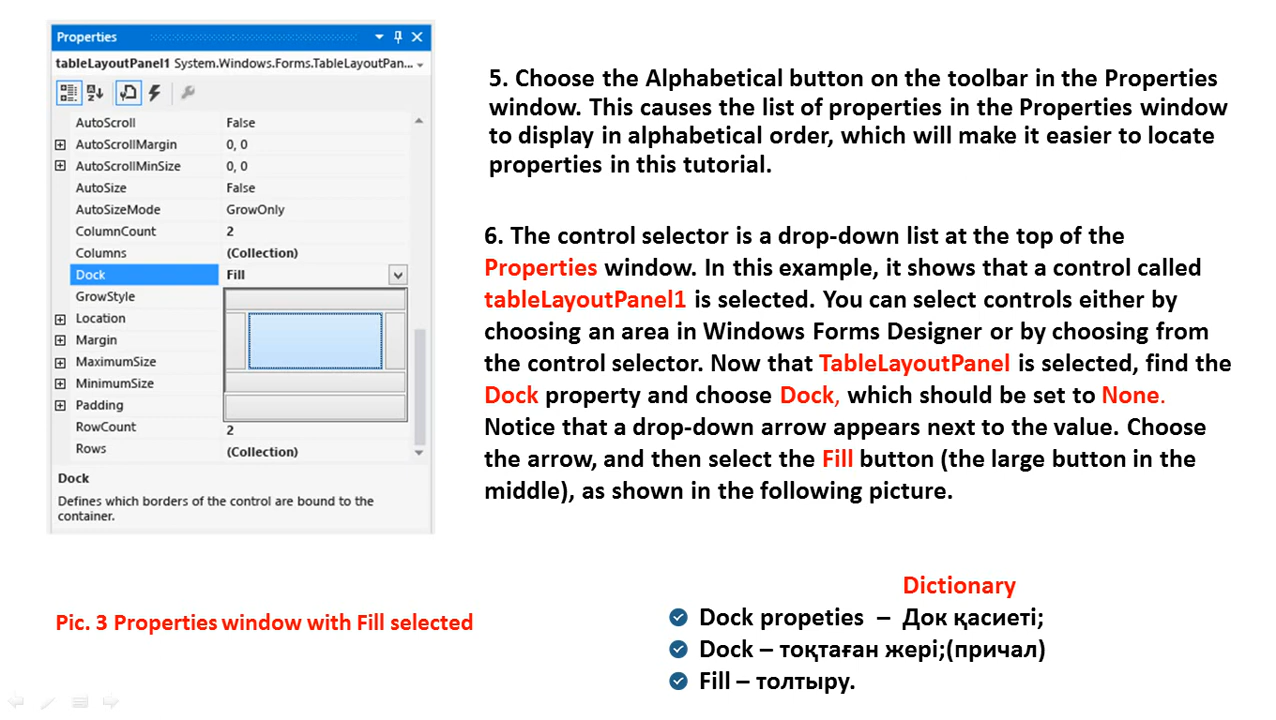 Properties
tableLayoutPanel1 System.Windows.Forms.TableLayoutPan...
AutoScroll False
AutoScrollMargin 0, 0
AutoScrollMinSize 0, 0
AutoSize False
AutoSizeMode GrowOnly
ColumnCount 2
Columns (Collection)
Dock Fill
GrowStyle
Location
Margin
MaximumSize
MinimumSize
Padding
RowCount 2
Rows (Collection)
Dock
Defines which borders of the control are bound to the
container.
Pic. 3 Properties window with Fill selected
5. Choose the Alphabetical button on the toolbar in the Properties
window. This causes the list of properties in the Properties window
to display in alphabetical order, which will make it easier to locate
properties in this tutorial.
6. The control selector is a drop-down list at the top of the
Properties window. In this example, it shows that a control called
tableLayoutPanel1 is selected. You can select controls either by
choosing an area in Windows Forms Designer or by choosing from
the control selector. Now that TableLayoutPanel is selected, find the
Dock property and choose Dock, which should be set to None.
Notice that a drop-down arrow appears next to the value. Choose
the arrow, and then select the Fill button (the large button in the
middle), as shown in the following picture.
Dictionary
Dock propeties – Док қасиеті;
Dock – тоқтаған жері;(причал)
Fill – толтыру.